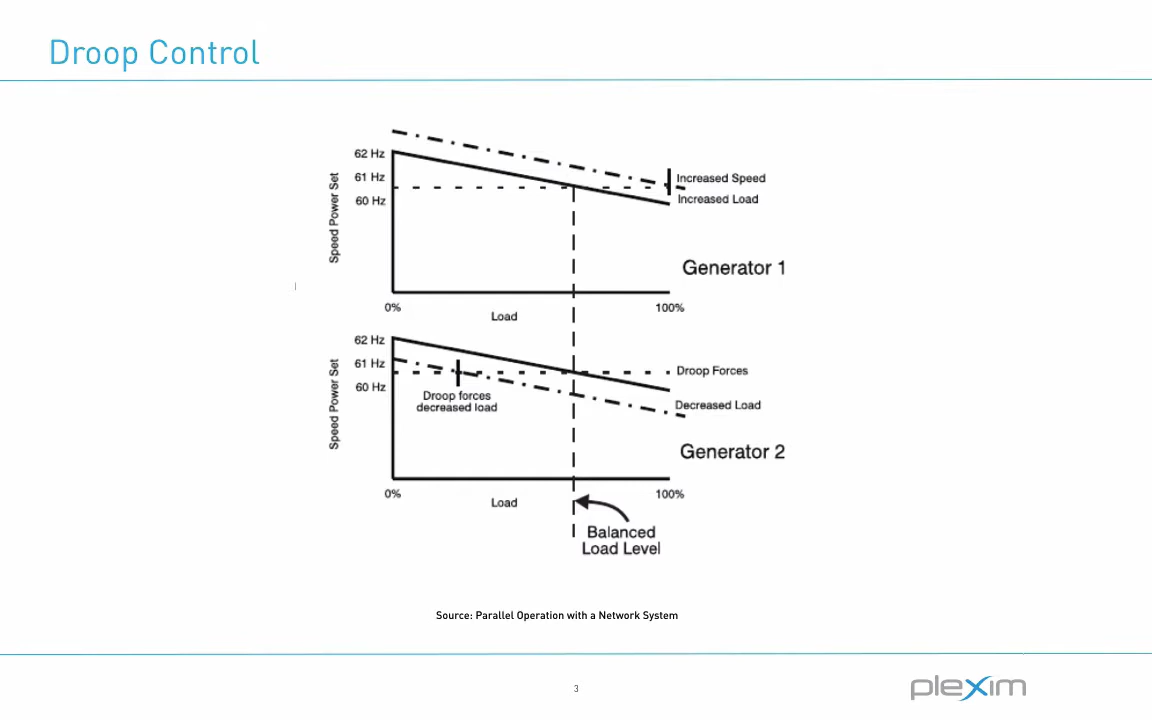 Droop Control
Speed Power Set
62 Hz
61 Hz
60 Hz
Increased Speed
Increased Load
Generator 1
0%
Load
100%
Speed Power Set
62 Hz
61 Hz
60 Hz
Droop Forces
Droop forces
decreased load
Decreased Load
Generator 2
0%
Load
100%
Balanced
Load Level
Source: Parallel Operation with a Network System
3
plexim